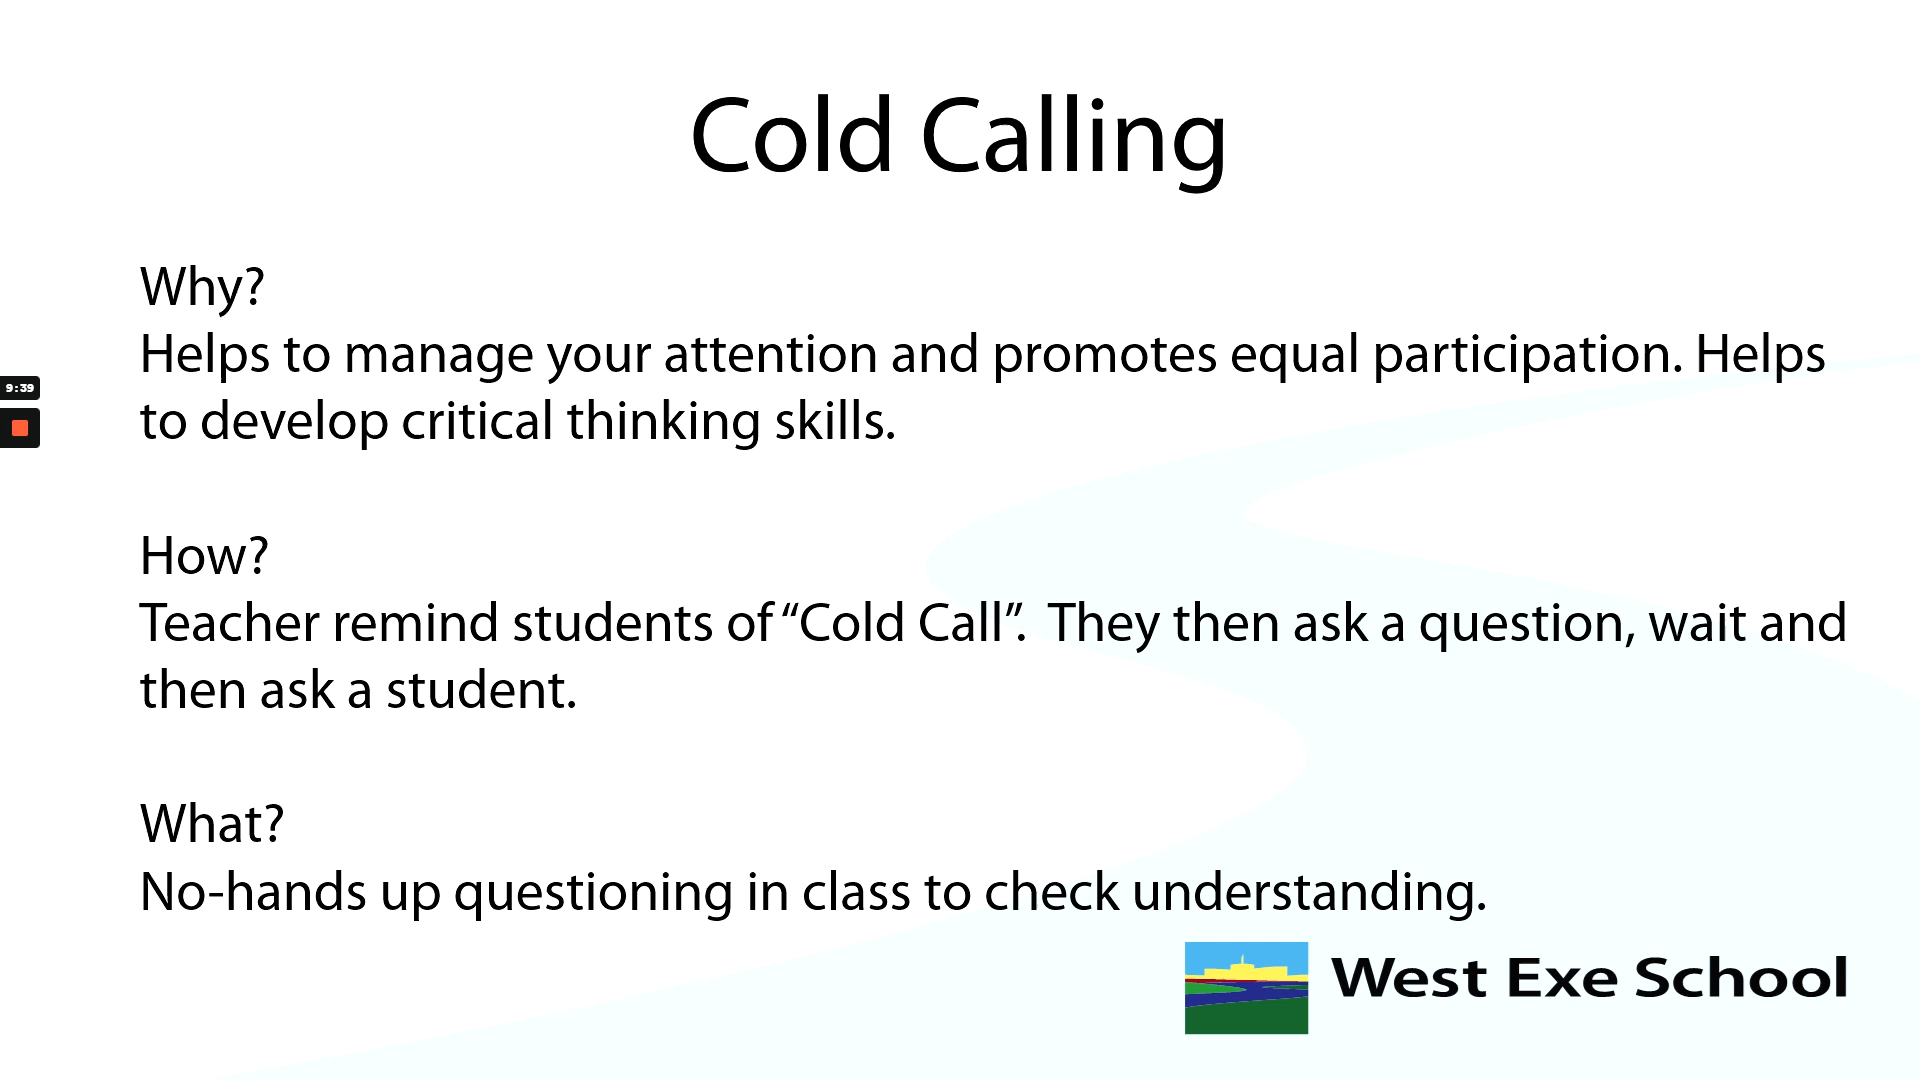 Cold Calling
Why?
Helps to manage your attention and promotes equal participation. Helps
to develop critical thinking skills.
9:39
How?
Teacher remind students of “Cold Call”.  They then ask a question, wait and
then ask a student.
What?
No-hands up questioning in class to check understanding.
West Exe School